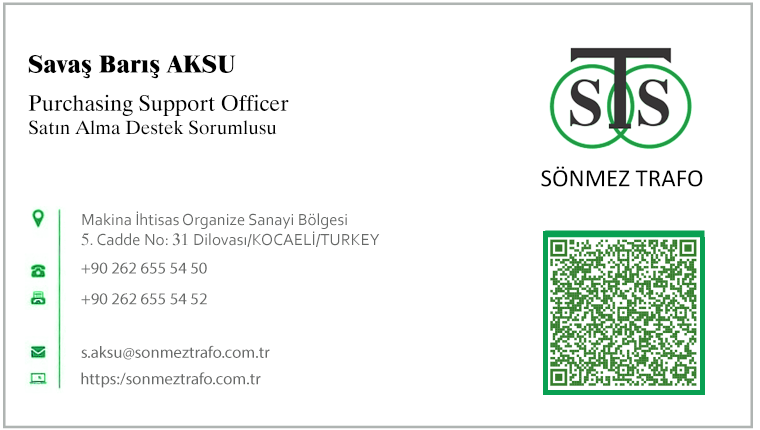 Savaş Barış AKSU
Purchasing Support Officer
Satın Alma Destek Sorumlusu
STS
SÖNMEZ TRAFO
Makina İhtisas Organize Sanayi Bölgesi
5. Cadde No: 31 Dilovası/KOCAELİ/TURKEY
+90 262 655 54 50
+90 262 655 54 52
s.aksu@sonmeztrafo.com.tr
https:/sonmeztrafo.com.tr